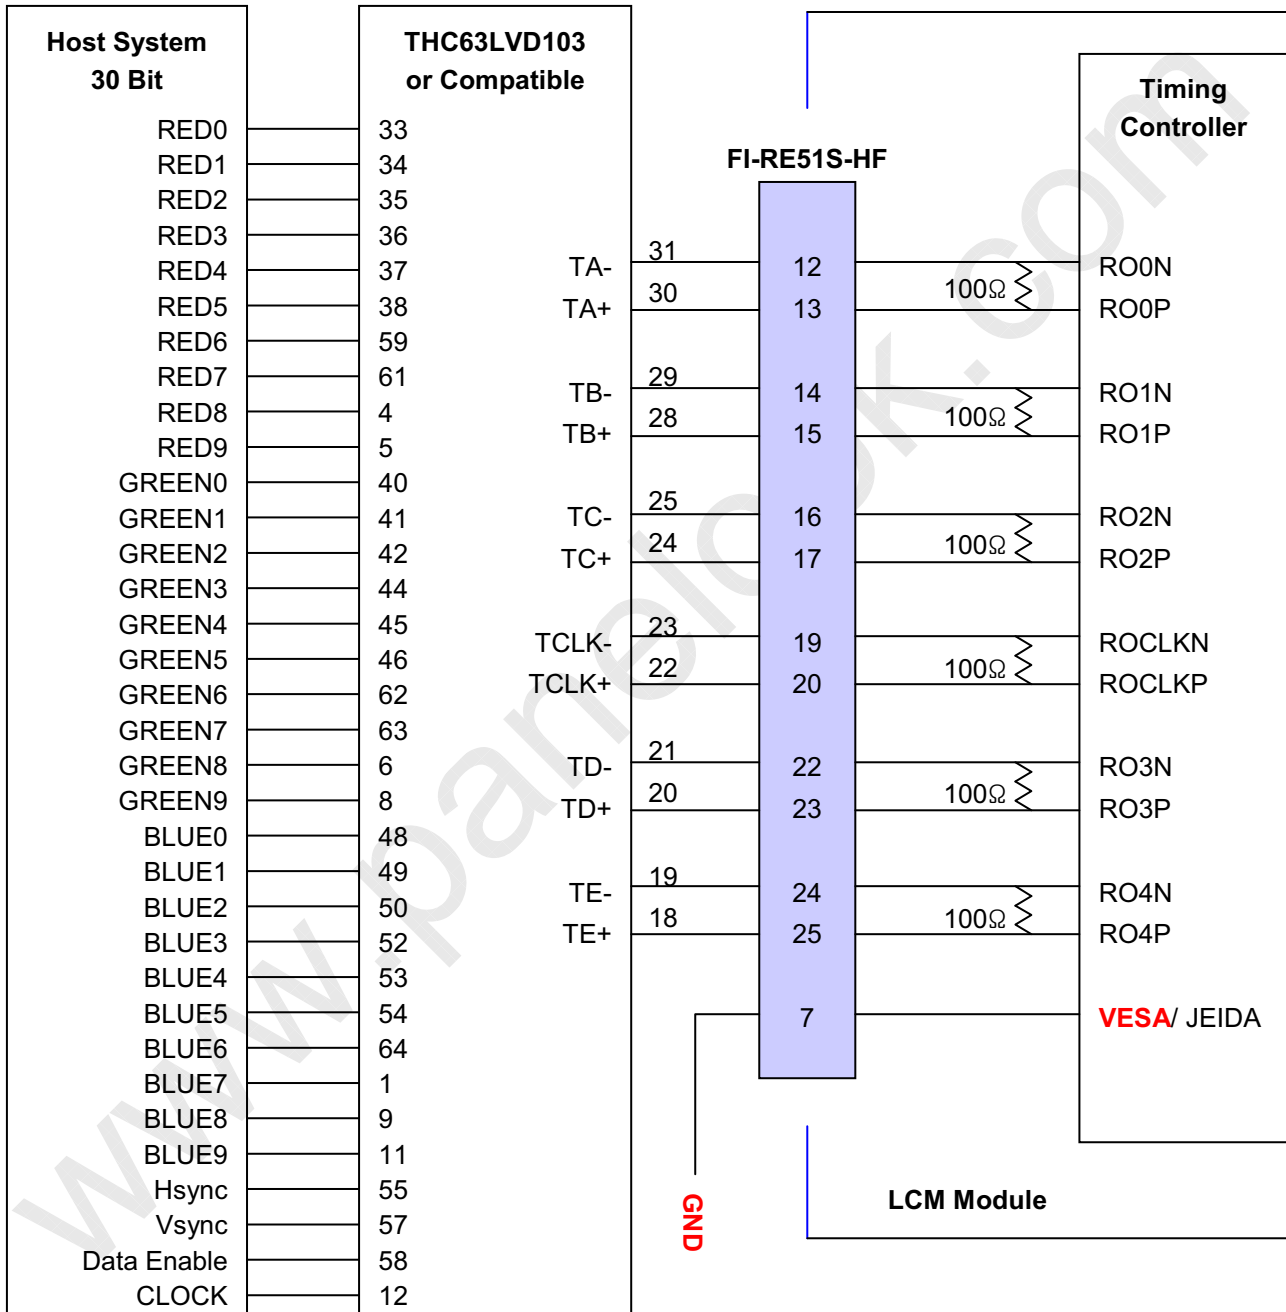 Host System
30 Bit
RED0 33
RED1 34
RED2 35
RED3 36
RED4 37
RED5 38
RED6 59
RED7 61
RED8 4
RED9 5
GREEN0 40
GREEN1 41
GREEN2 42
GREEN3 44
GREEN4 45
GREEN5 46
GREEN6 62
GREEN7 63
GREEN8 6
GREEN9 8
BLUE0 48
BLUE1 49
BLUE2 50
BLUE3 52
BLUE4 53
BLUE5 54
BLUE6 64
BLUE7 1
BLUE8 9
BLUE9 11
Hsync 55
Vsync 57
Data Enable 58
CLOCK 12
THC63LVD103
or Compatible
FI-RE51S-HF
Timing
Controller
TA- 31 12 RO0N
100Ω
TA+ 30 13 RO0P
TB- 29 14 RO1N
100Ω
TB+ 28 15 RO1P
TC- 25 16 RO2N
100Ω
TC+ 24 17 RO2P
TCLK- 23 19 ROCLKN
100Ω
TCLK+ 22 20 ROCLKP
TD- 21 22 RO3N
100Ω
TD+ 20 23 RO3P
TE- 19 24 RO4N
100Ω
TE+ 18 25 RO4P
7 VESA/ JEIDA
GND
LCM Module
www.panelook.com